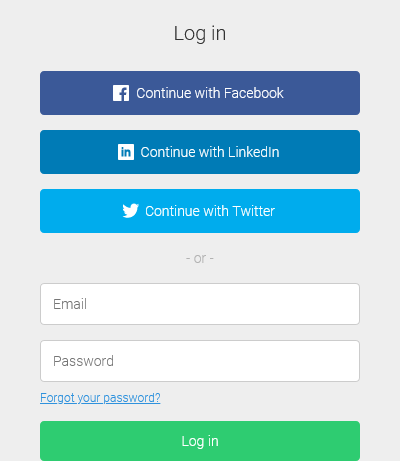 Log in
Continue with Facebook
in Continue with LinkedIn
Continue with Twitter
- or -
Email
Password
Forgot your password?
Log in